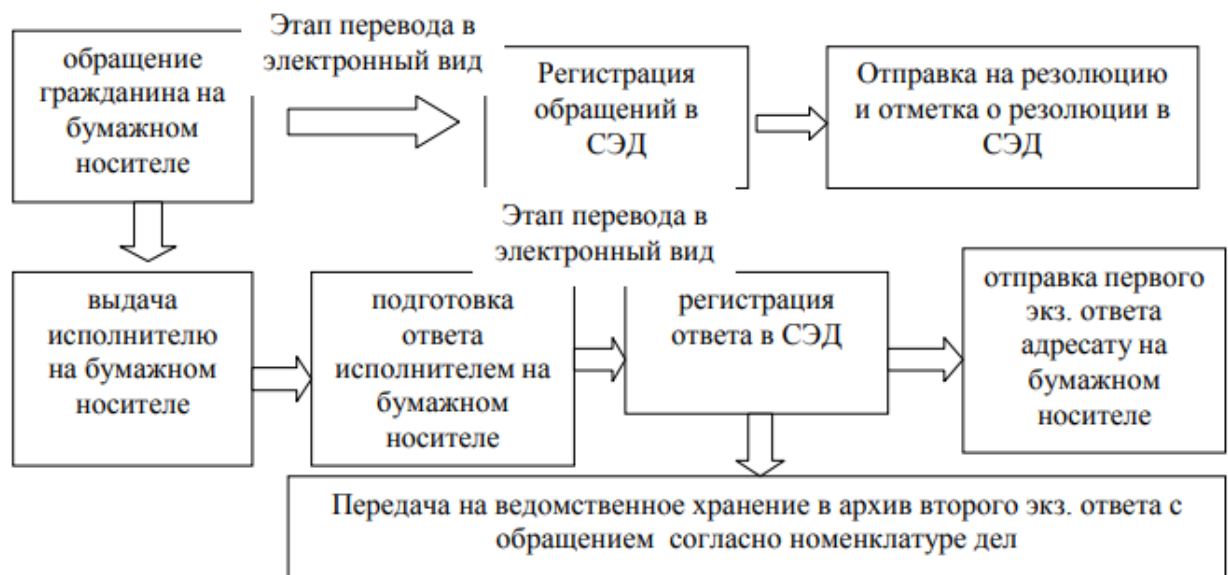 обращение
гражданина на
бумажном
носителе
Этап перевода в
электронный вид
Регистрация
обращений в
СЭД
Отправка на резолюцию
и отметка о резолюции в
СЭД
Этап перевода в
электронный вид
выдача
исполнителю
на бумажном
носителе
подготовка
ответа
исполнителем на
бумажном
носителе
регистрация
ответа в СЭД
отправка первого
экз. ответа
адресату на
бумажном
носителе
Передача на ведомственное хранение в архив второго экз. ответа с
обращением согласно номенклатуре дел